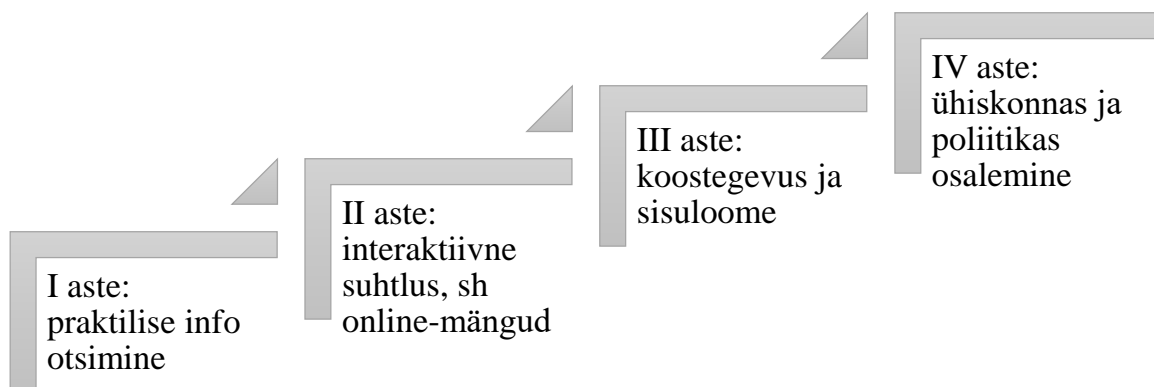 I aste:
praktilise info
otsimine
II aste:
interaktiivne
suhtlus, sh
online-mängud
III aste:
koostegevus ja
sisuloome
IV aste:
ühiskonnas ja
poliitikas
osalemine